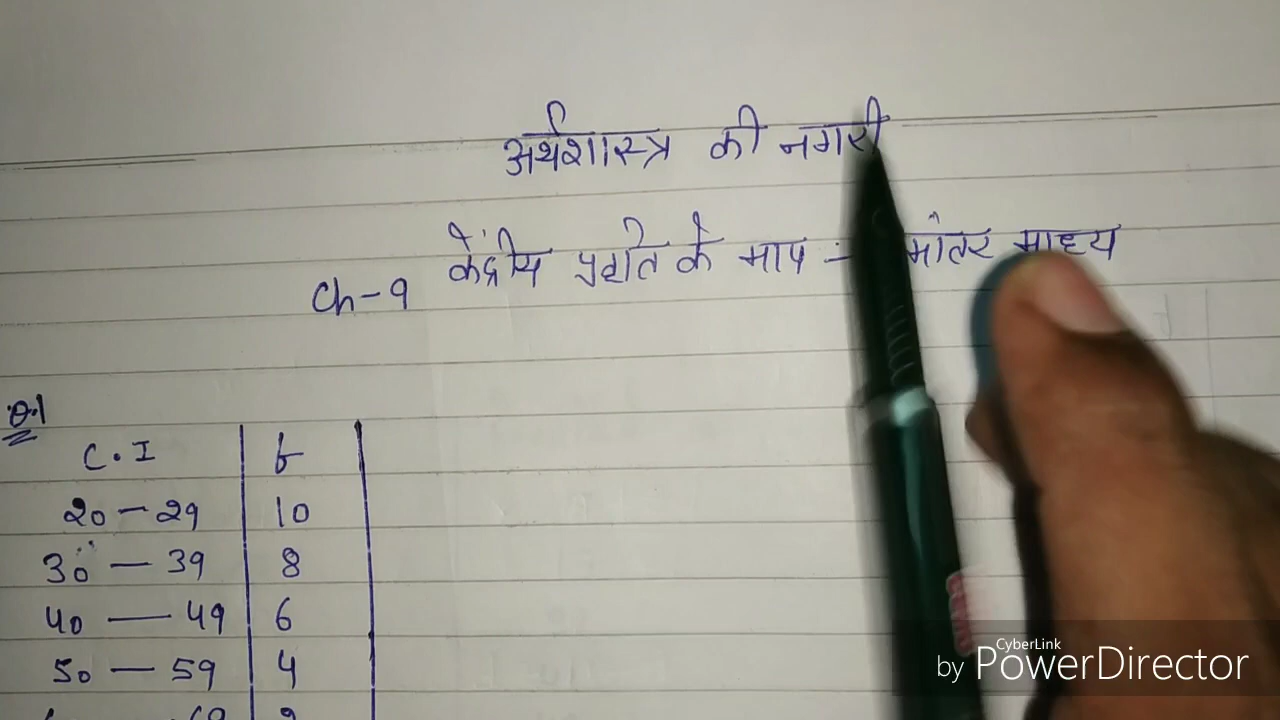 अर्थशास्त्र की नगरी
Ch-9 केंद्रीय प्रवृति के माप :- माध्य
Q.1
C.I f
20 — 29 10
30 — 39 8
40 — 49 6
50 — 59 4
CyberLink
by PowerDirector